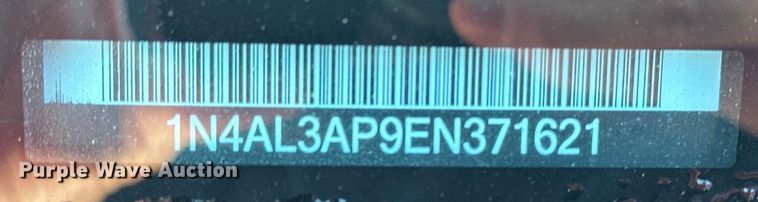 1N4AL3AP9EN371621
Purple Wave Auction